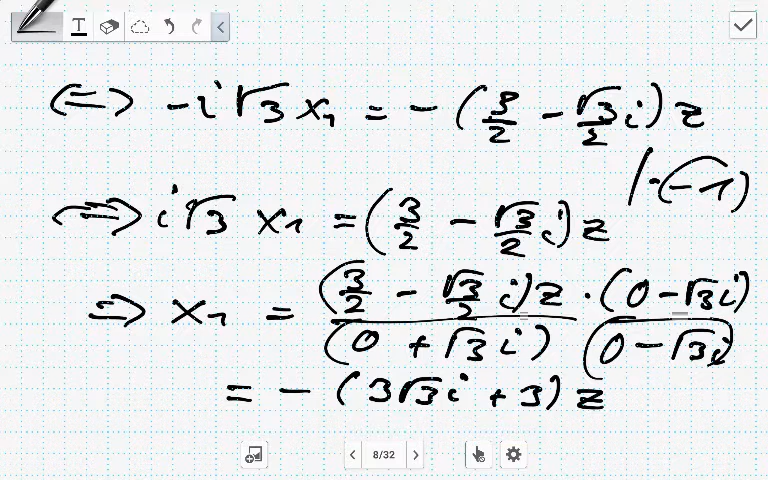 T
⟺ -i√3 x₁ = -(3/2 - √3/2 i) z
|·(-1)
⟺ i√3 x₁ = (3/2 - √3/2 i) z
⇒ x₁ = (3/2 - √3/2 i) z · (0 - √3 i) / (0 + √3 i) (0 - √3 i)
= - (3√3 i + 3) z
8/32